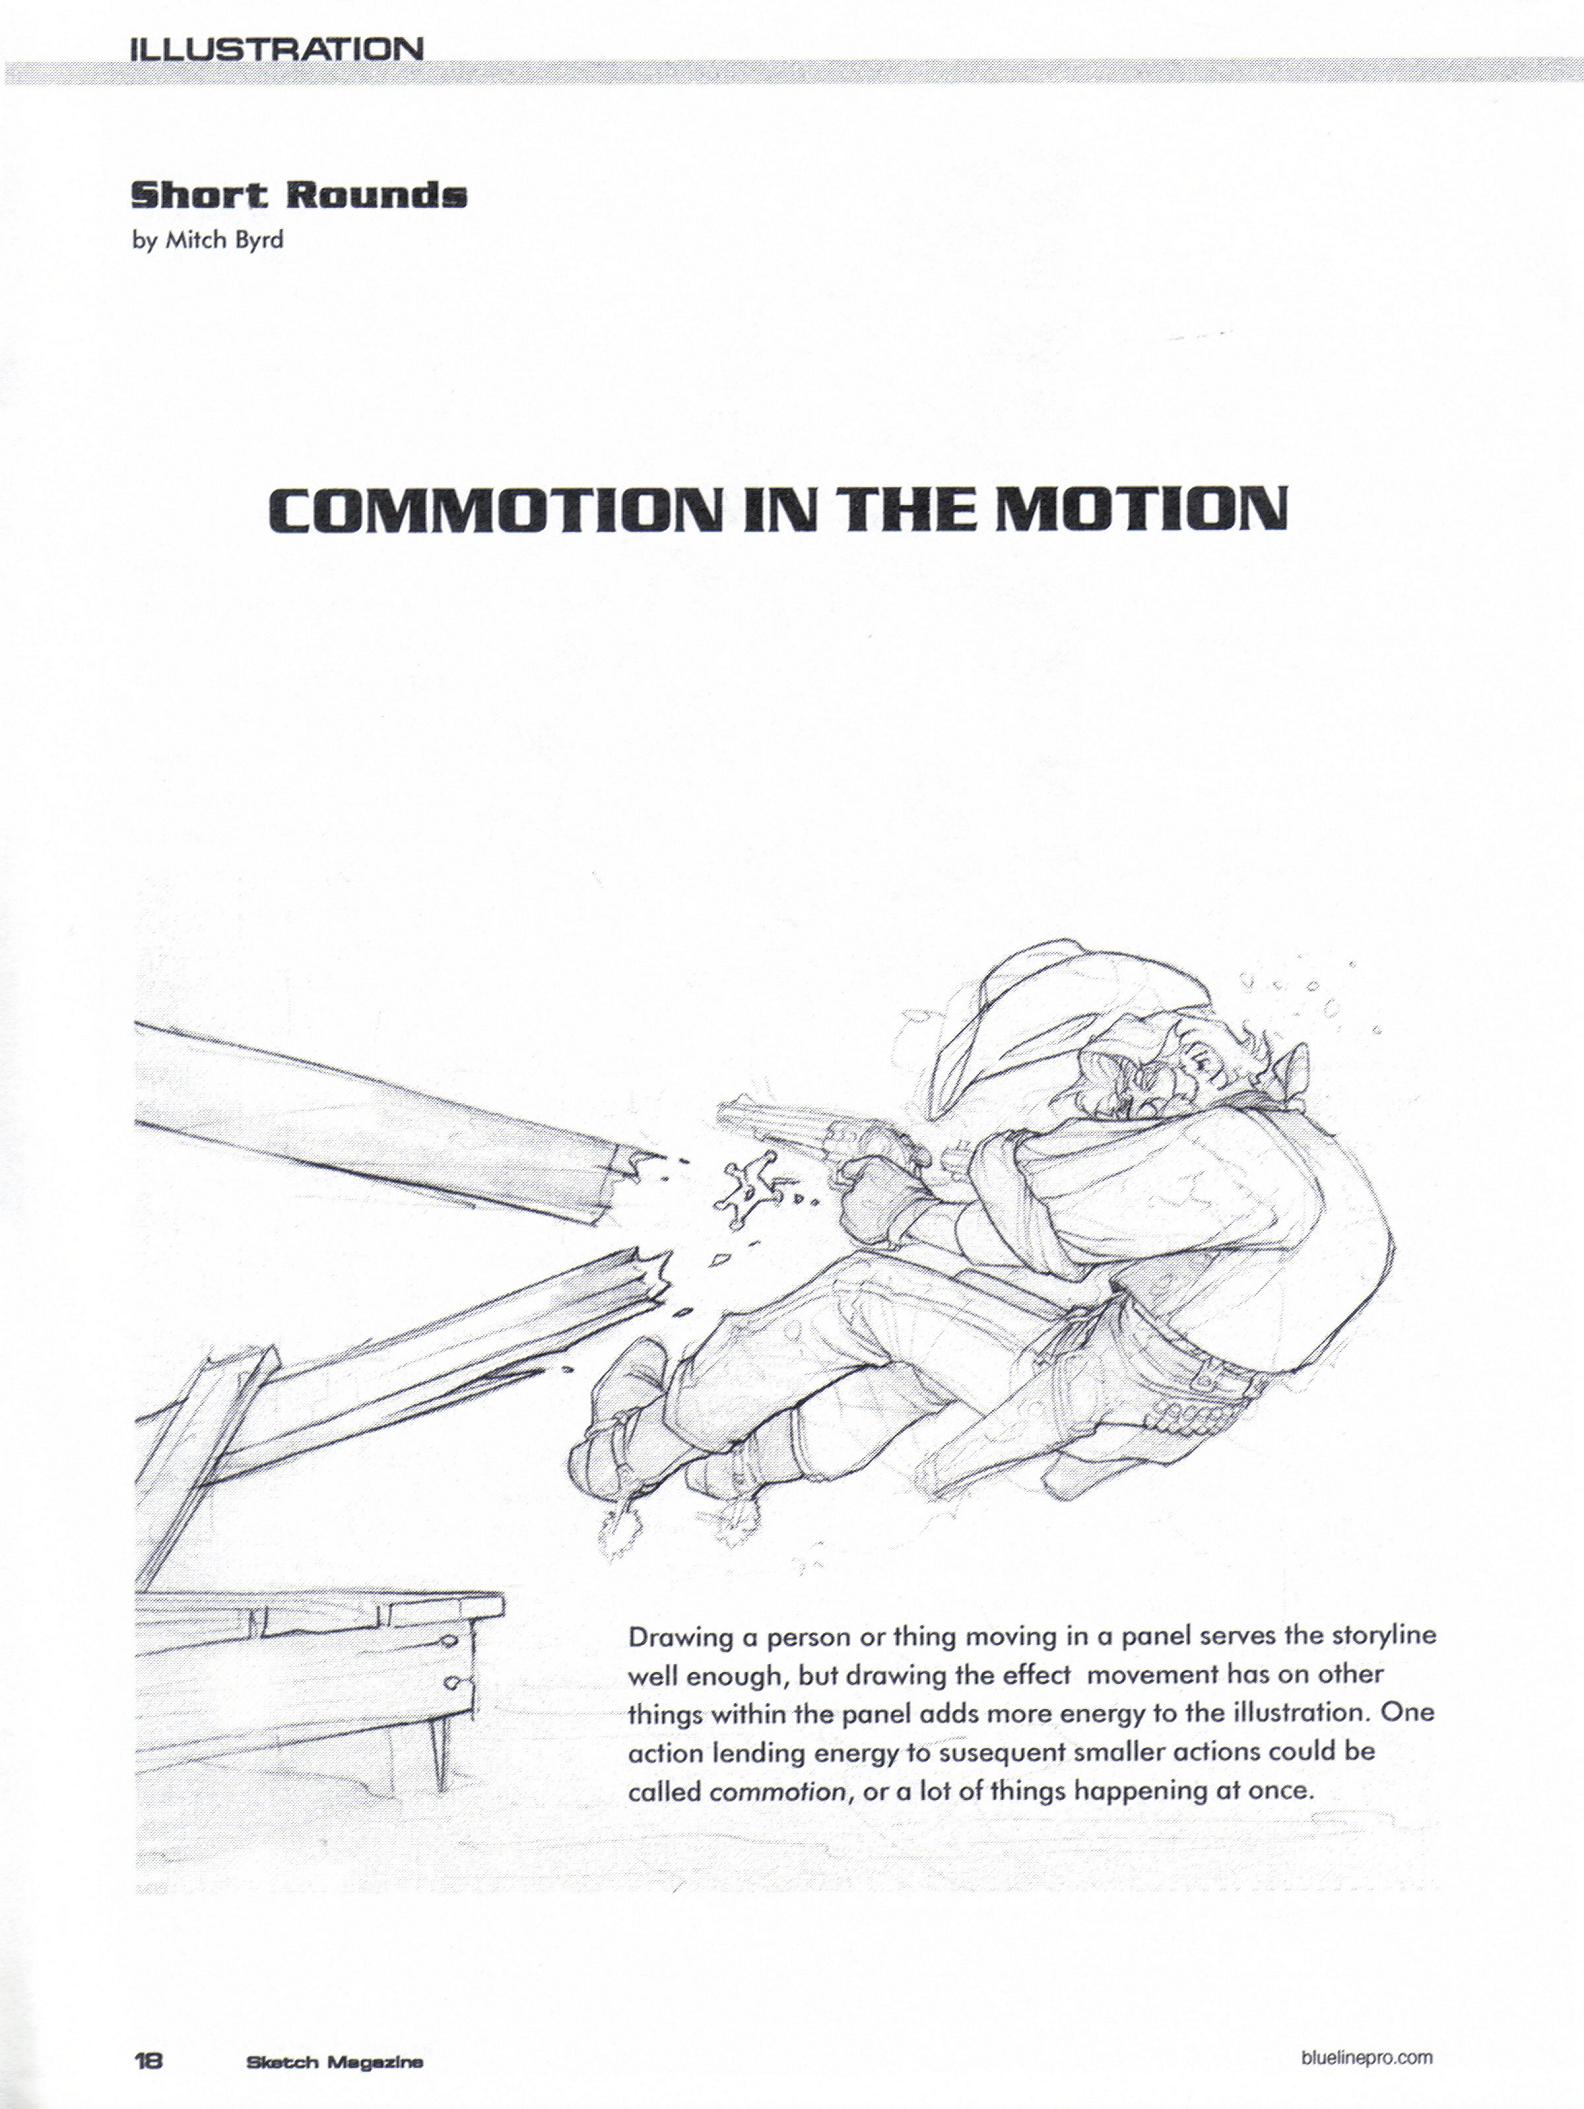 ILLUSTRATION
Short Rounds
by Mitch Byrd
COMMOTION IN THE MOTION
Drawing a person or thing moving in a panel serves the storyline
well enough, but drawing the effect  movement has on other
things within the panel adds more energy to the illustration. One
action lending energy to susequent smaller actions could be
called commotion, or a lot of things happening at once.
18
Sketch Magazine
bluelinepro.com